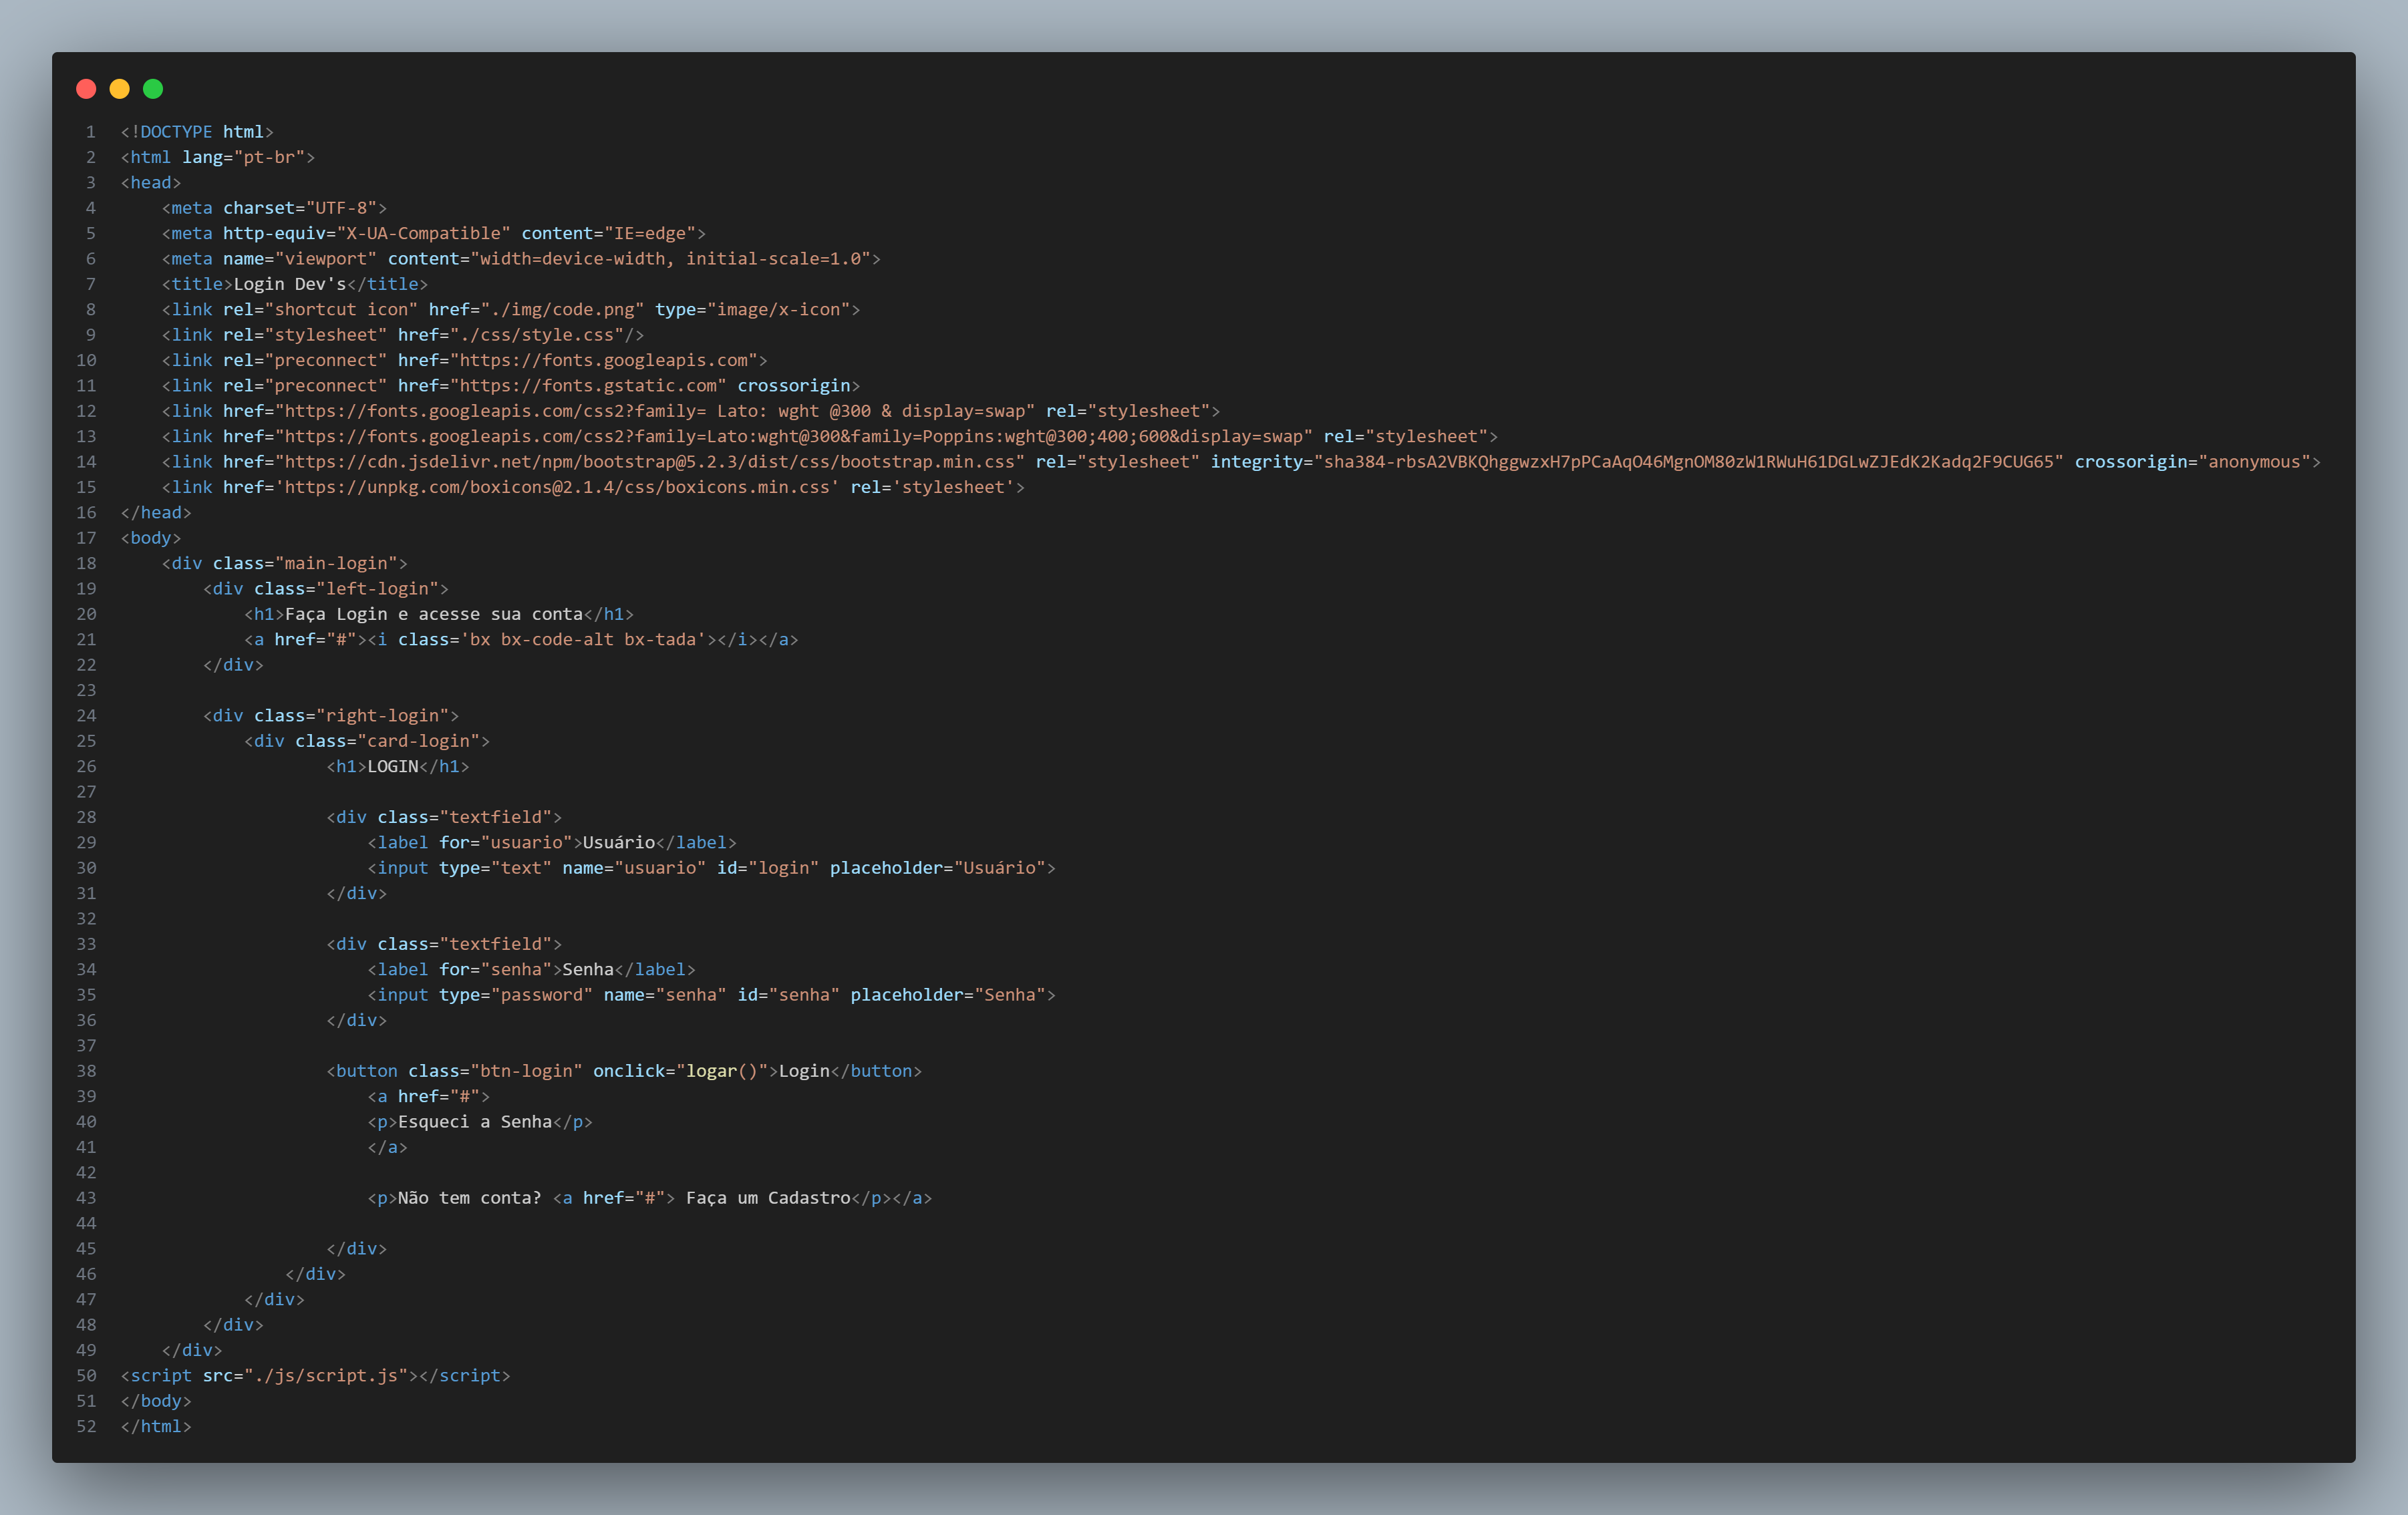 1 <!DOCTYPE html>
2 <html lang="pt-br">
3 <head>
4     <meta charset="UTF-8">
5     <meta http-equiv="X-UA-Compatible" content="IE=edge">
6     <meta name="viewport" content="width=device-width, initial-scale=1.0">
7     <title>Login Dev's</title>
8     <link rel="shortcut icon" href="./img/code.png" type="image/x-icon">
9     <link rel="stylesheet" href="./css/style.css"/>
10     <link rel="preconnect" href="https://fonts.googleapis.com">
11     <link rel="preconnect" href="https://fonts.gstatic.com" crossorigin>
12     <link href="https://fonts.googleapis.com/css2?family= Lato: wght @300 & display=swap" rel="stylesheet">
13     <link href="https://fonts.googleapis.com/css2?family=Lato:wght@300&family=Poppins:wght@300;400;600&display=swap" rel="stylesheet">
14     <link href="https://cdn.jsdelivr.net/npm/bootstrap@5.2.3/dist/css/bootstrap.min.css" rel="stylesheet" integrity="sha384-rbsA2VBKQhggwzxH7pPCaAqO46MgnOM80zW1RWuH61DGLwZJEdK2Kadq2F9CUG65" crossorigin="anonymous">
15     <link href='https://unpkg.com/boxicons@2.1.4/css/boxicons.min.css' rel='stylesheet'>
16 </head>
17 <body>
18     <div class="main-login">
19         <div class="left-login">
20             <h1>Faça Login e acesse sua conta</h1>
21             <a href="#"><i class='bx bx-code-alt bx-tada'></i></a>
22         </div>
23
24         <div class="right-login">
25             <div class="card-login">
26                     <h1>LOGIN</h1>
27
28                     <div class="textfield">
29                         <label for="usuario">Usuário</label>
30                         <input type="text" name="usuario" id="login" placeholder="Usuário">
31                     </div>
32
33                     <div class="textfield">
34                         <label for="senha">Senha</label>
35                         <input type="password" name="senha" id="senha" placeholder="Senha">
36                     </div>
37
38                     <button class="btn-login" onclick="logar()">Login</button>
39                         <a href="#">
40                         <p>Esqueci a Senha</p>
41                         </a>
42
43                         <p>Não tem conta? <a href="#"> Faça um Cadastro</p></a>
44
45                     </div>
46                 </div>
47             </div>
48         </div>
49     </div>
50 <script src="./js/script.js"></script>
51 </body>
52 </html>